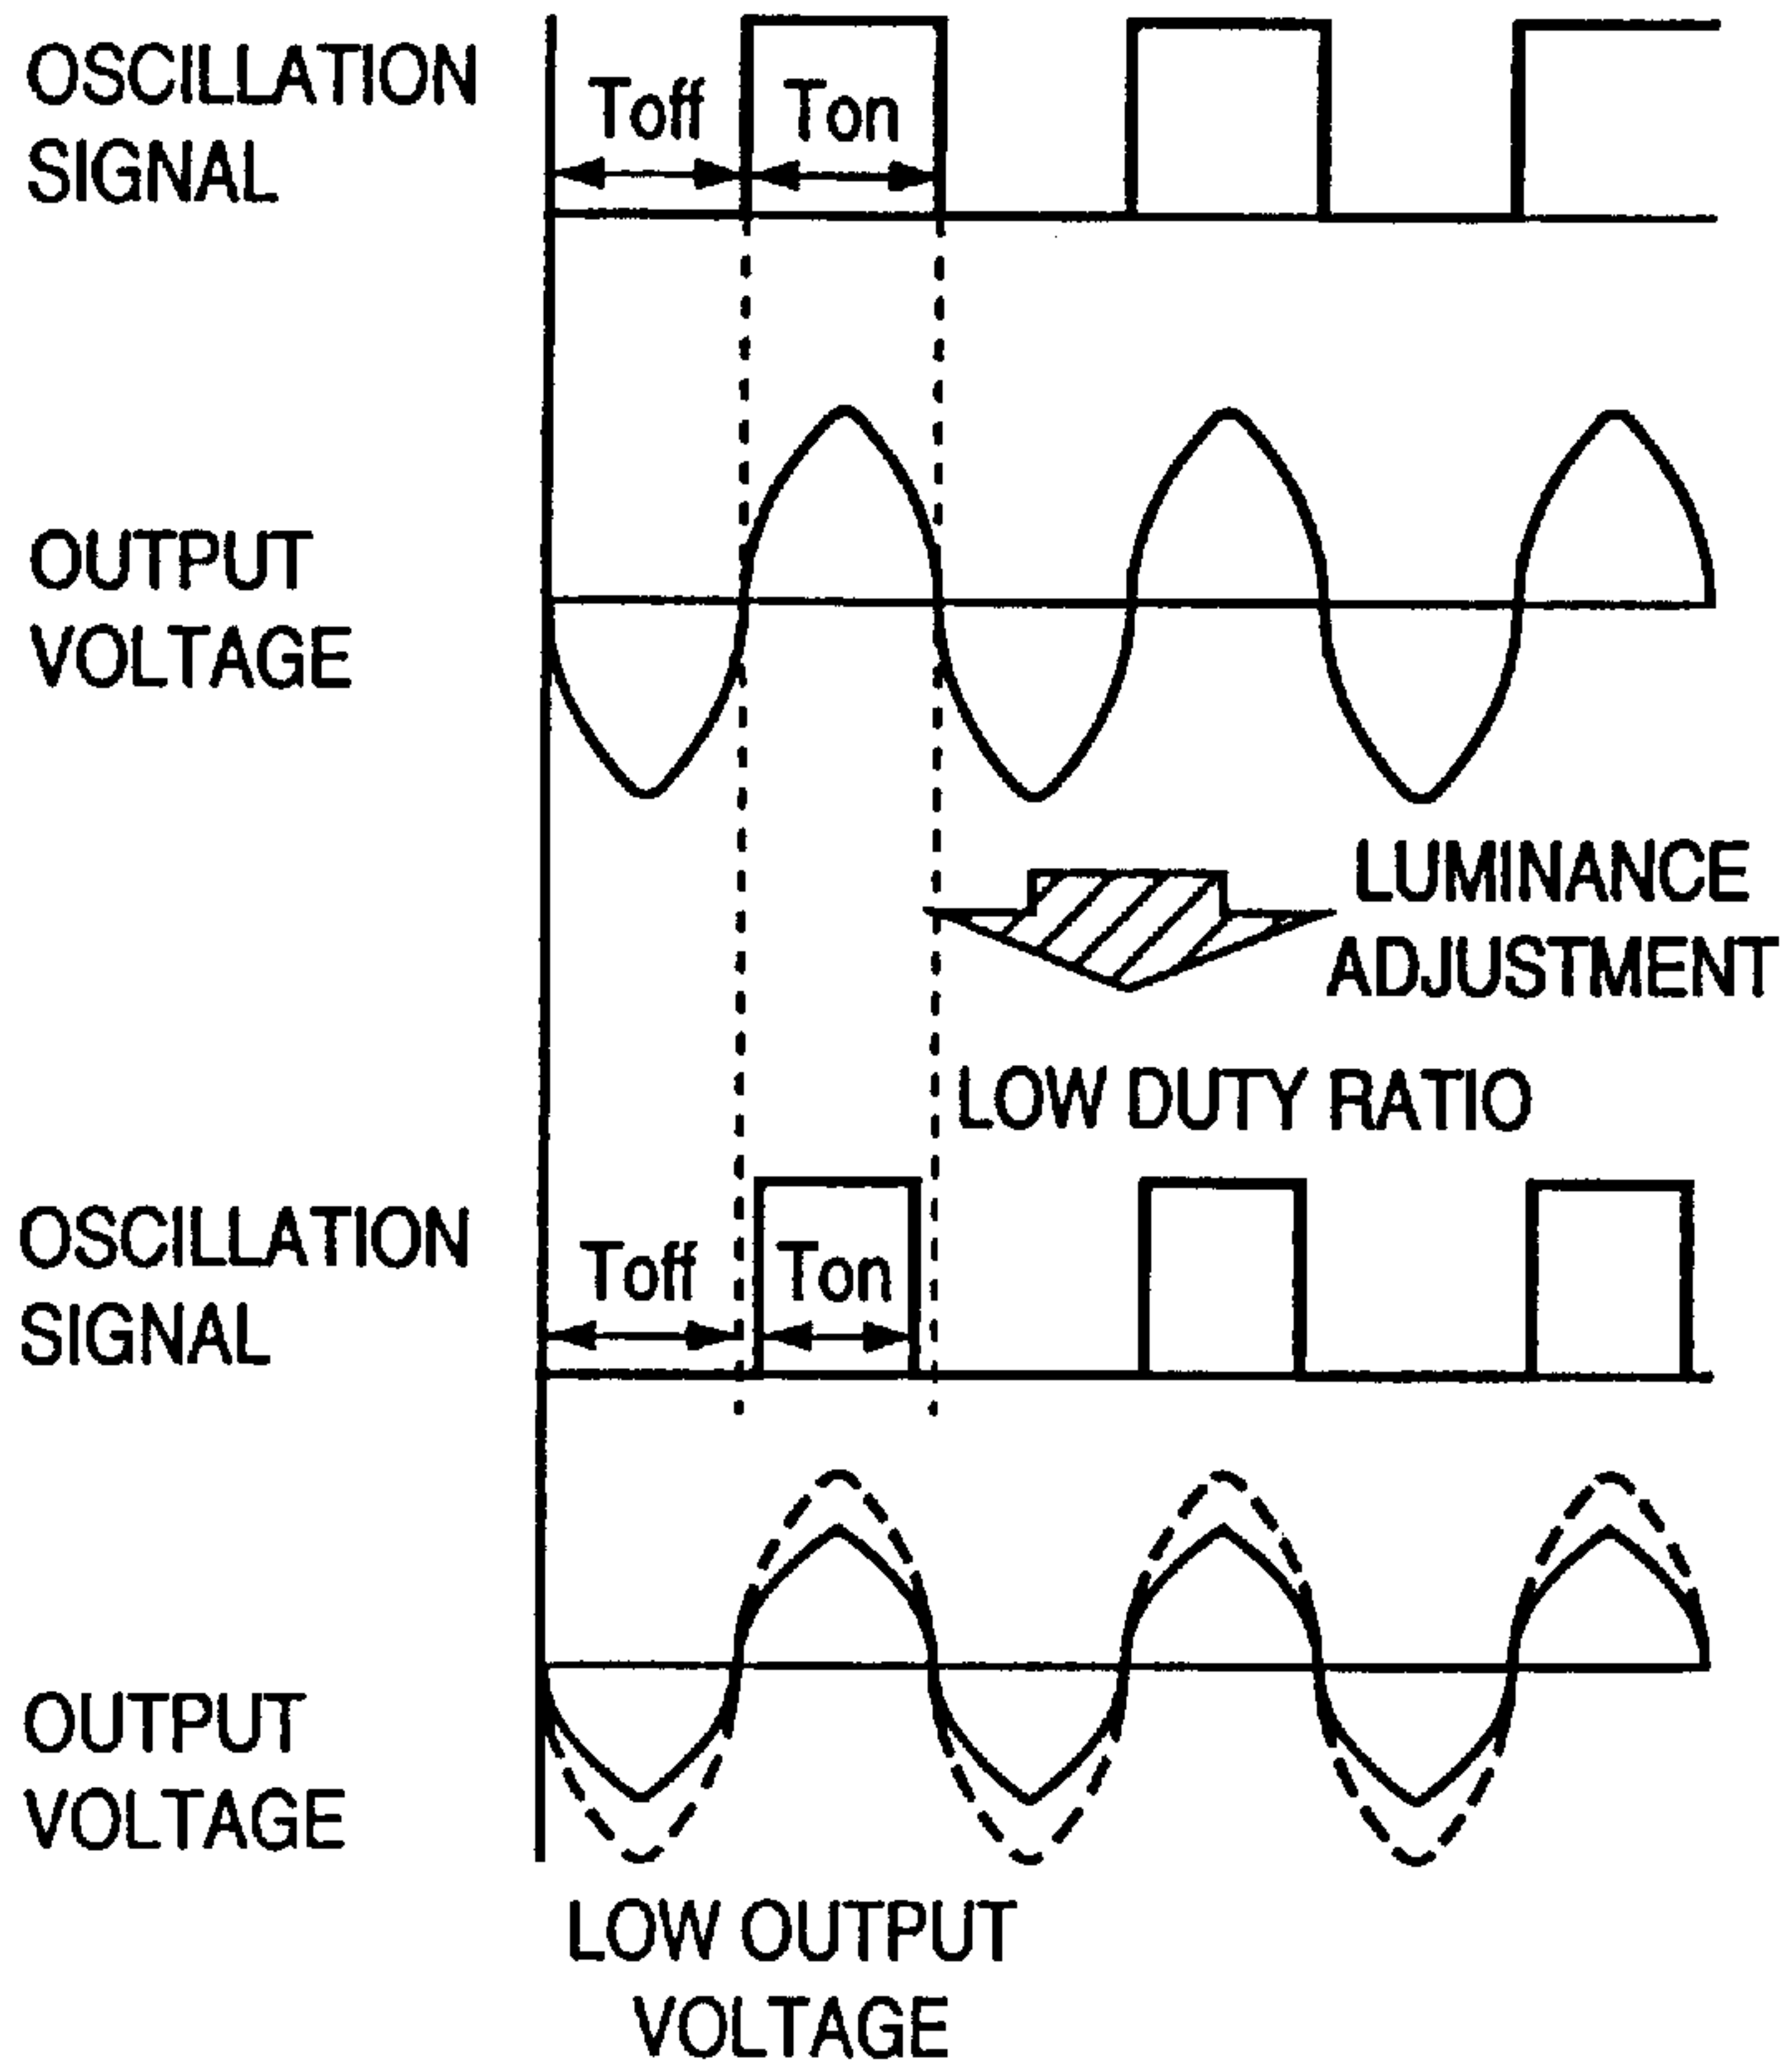 OSCILLATION
SIGNAL
Toff
Ton
OUTPUT
VOLTAGE
LUMINANCE
ADJUSTMENT
LOW DUTY RATIO
OSCILLATION
SIGNAL
Toff
Ton
OUTPUT
VOLTAGE
LOW OUTPUT
VOLTAGE